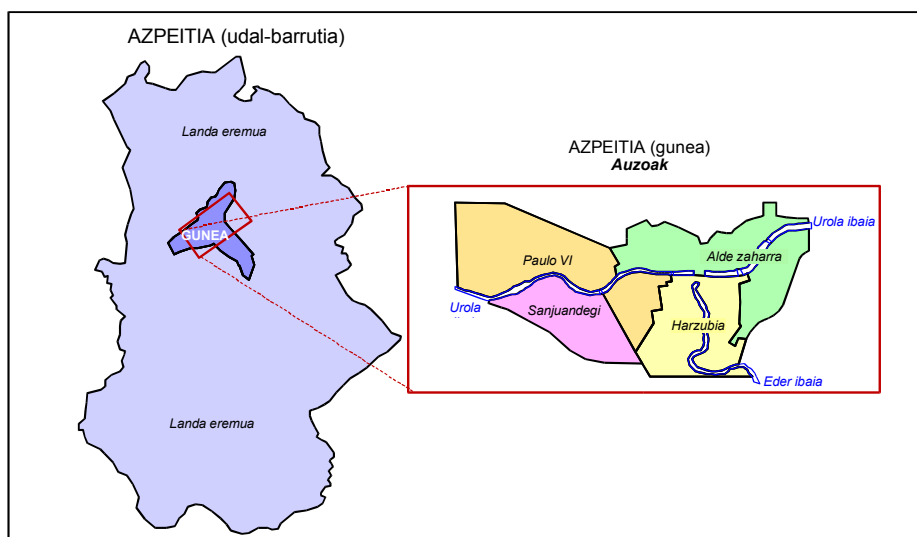 AZPEITIA (udal-barrutia)
Landa eremua
GUNEA
Landa eremua
AZPEITIA (gunea)
Auzoak
Urola ibaia
Alde zaharra
Paulo VI
Urola
Sanjuandegi
Harzubia
Eder ibaia